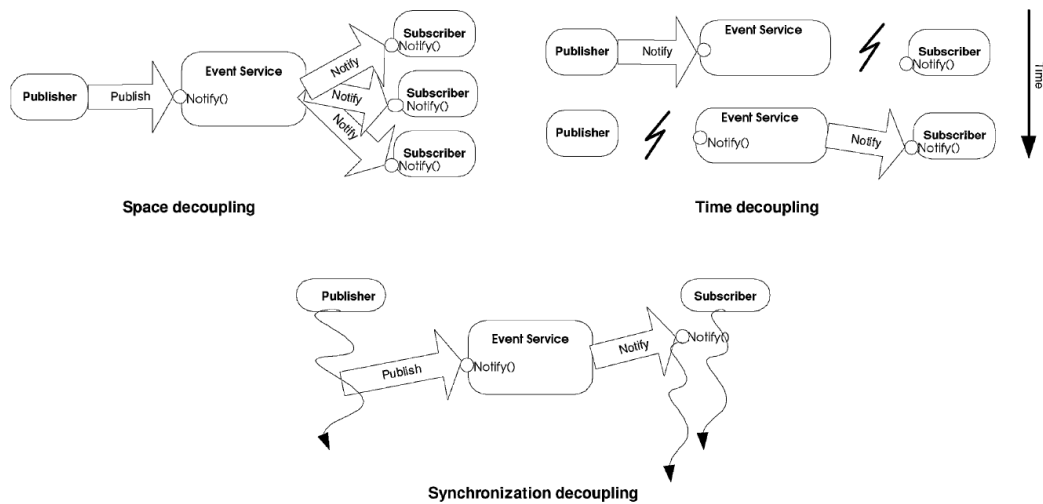 Publisher
Publish
Event Service
Notify()
Notify
Notify
Notify
Subscriber
Notify()
Subscriber
Notify()
Subscriber
Notify()
Space decoupling
Publisher
Notify
Event Service
Subscriber
Notify()
Publisher
Event Service
Notify()
Notify
Subscriber
Notify()
Time
Time decoupling
Publisher
Publish
Event Service
Notify()
Notify
Subscriber
Notify()
Synchronization decoupling